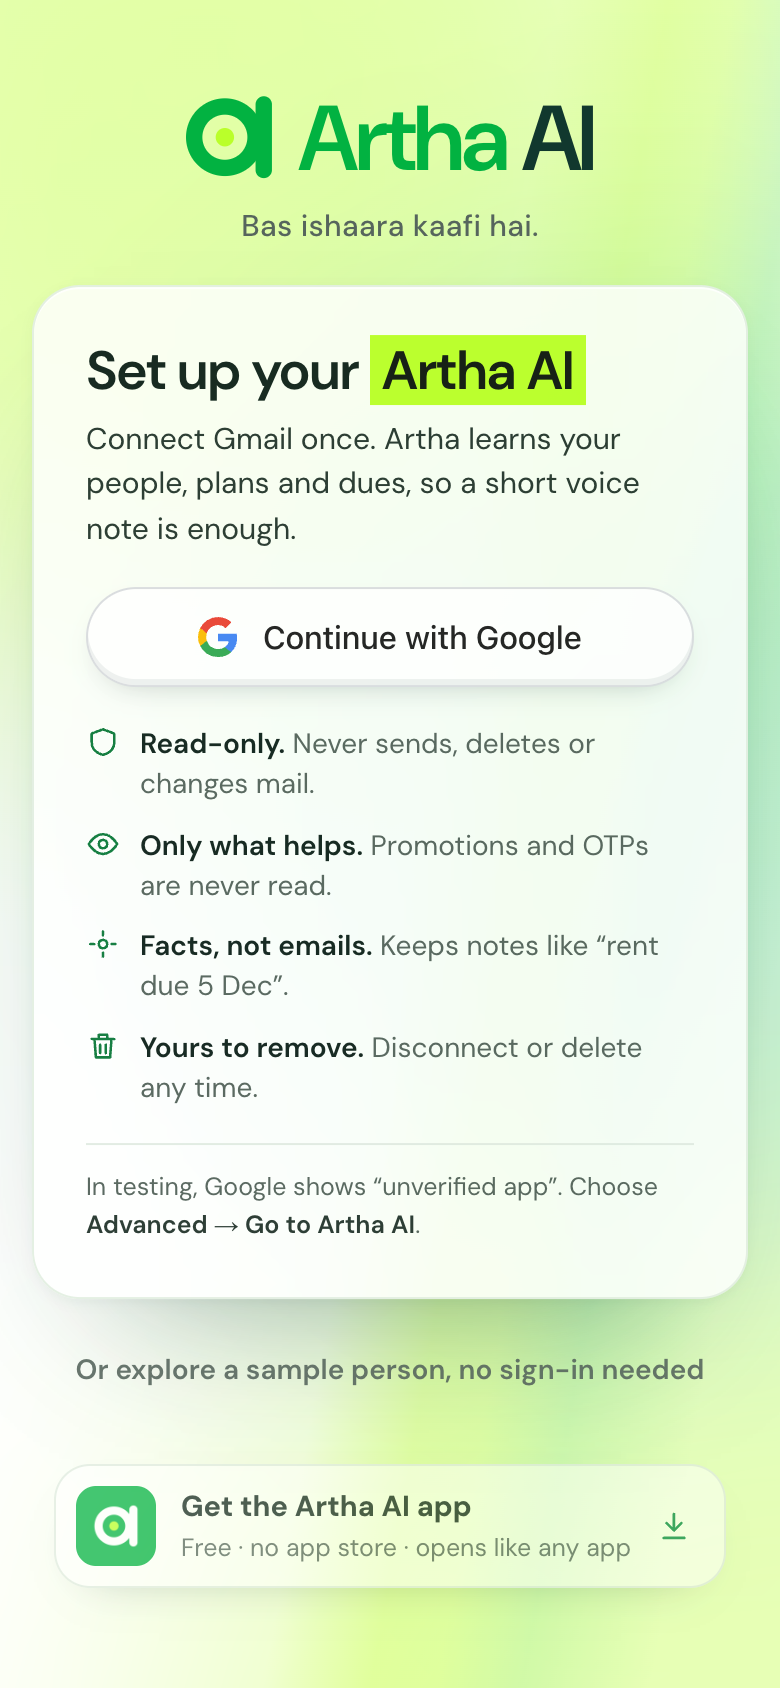 Artha AI
Bas ishaara kaafi hai.
Set up your Artha AI
Connect Gmail once. Artha learns your
people, plans and dues, so a short voice
note is enough.
Continue with Google
Read-only. Never sends, deletes or
changes mail.
Only what helps. Promotions and OTPs
are never read.
Facts, not emails. Keeps notes like “rent
due 5 Dec”.
Yours to remove. Disconnect or delete
any time.
In testing, Google shows “unverified app”. Choose
Advanced → Go to Artha AI.
Or explore a sample person, no sign-in needed
Get the Artha AI app
Free · no app store · opens like any app